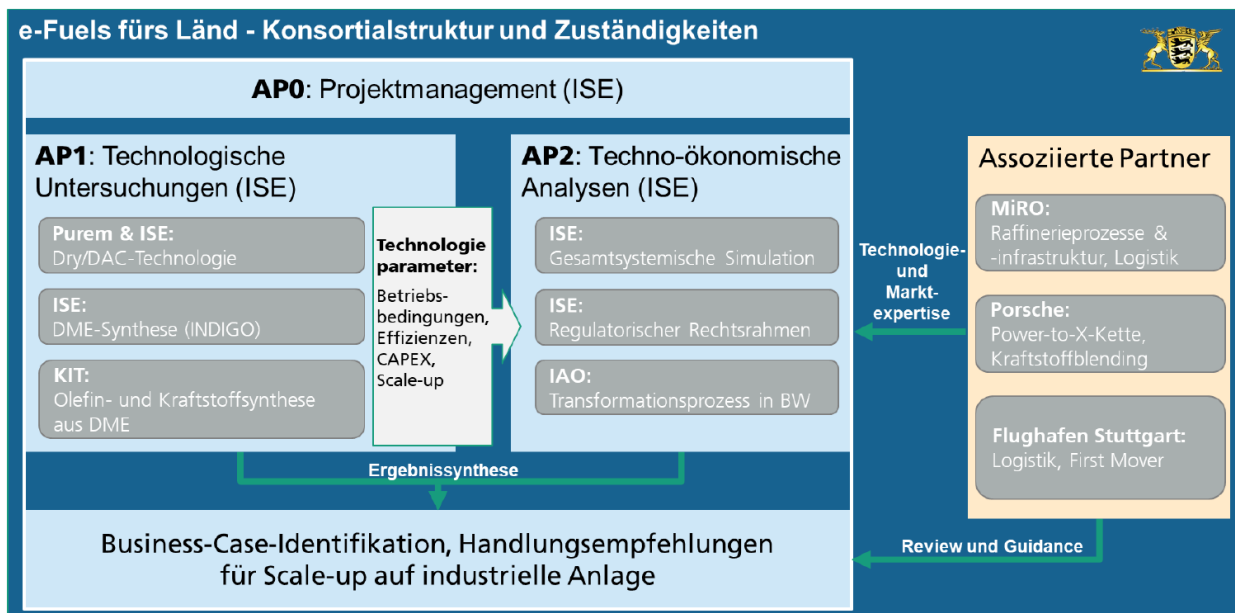 e-Fuels fürs Länd - Konsortialstruktur und Zuständigkeiten
AP0: Projektmanagement (ISE)
AP1: Technologische
Untersuchungen (ISE)
Purem & ISE:
Dry/DAC-Technologie
ISE:
DME-Synthese (INDIGO)
KIT:
Olefin- und Kraftstoffsynthese
aus DME
Technologie
parameter:
Betriebs-
bedingungen,
Effizienzen,
CAPEX,
Scale-up
AP2: Techno-ökonomische
Analysen (ISE)
ISE:
Gesamtsystemische Simulation
ISE:
Regulatorischer Rechtsrahmen
IAO:
Transformationsprozess in BW
Technologie-
und
Markt-
expertise
Assoziierte Partner
MiRO:
Raffinerieprozesse &
-infrastruktur, Logistik
Porsche:
Power-to-X-Kette,
Kraftstoffblending
Flughafen Stuttgart:
Logistik, First Mover
Ergebnissynthese
Business-Case-Identifikation, Handlungsempfehlungen
für Scale-up auf industrielle Anlage
Review und Guidance